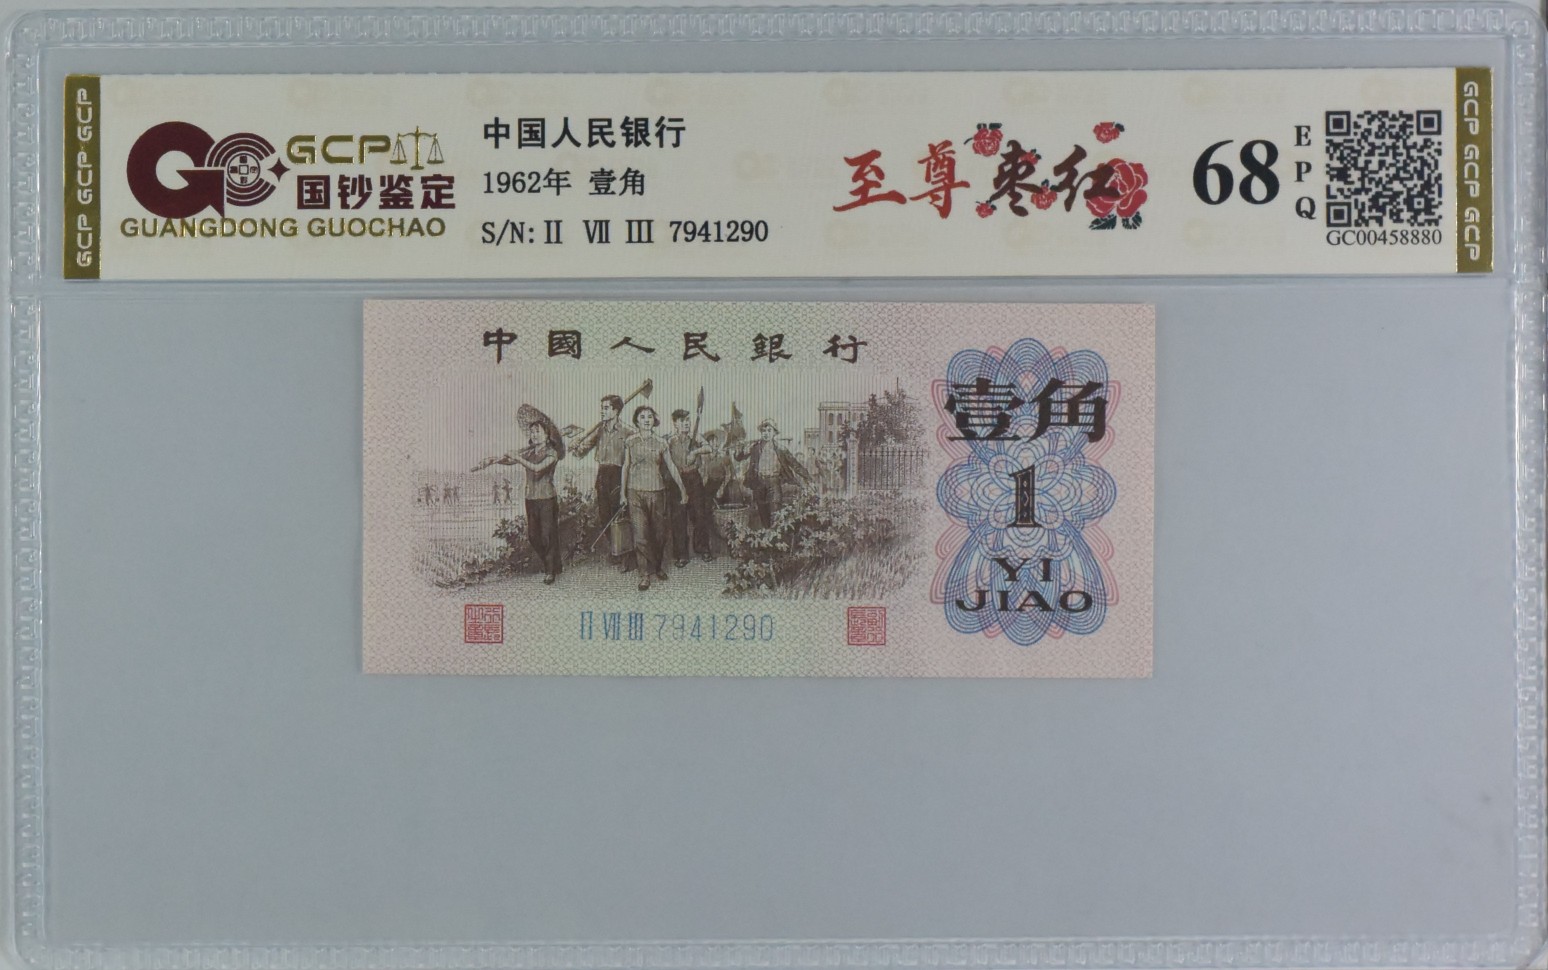 GCP
国钞鉴定
GUANGDONG GUOCHAO
中国人民银行
1962年 壹角
S/N: II VII III 7941290
至尊枣红
68
EPQ
GC00458880
GCP GCP GCP
GCP GCP GCP
中國人民銀行
壹角
1
YI
JIAO
II VII III 7941290